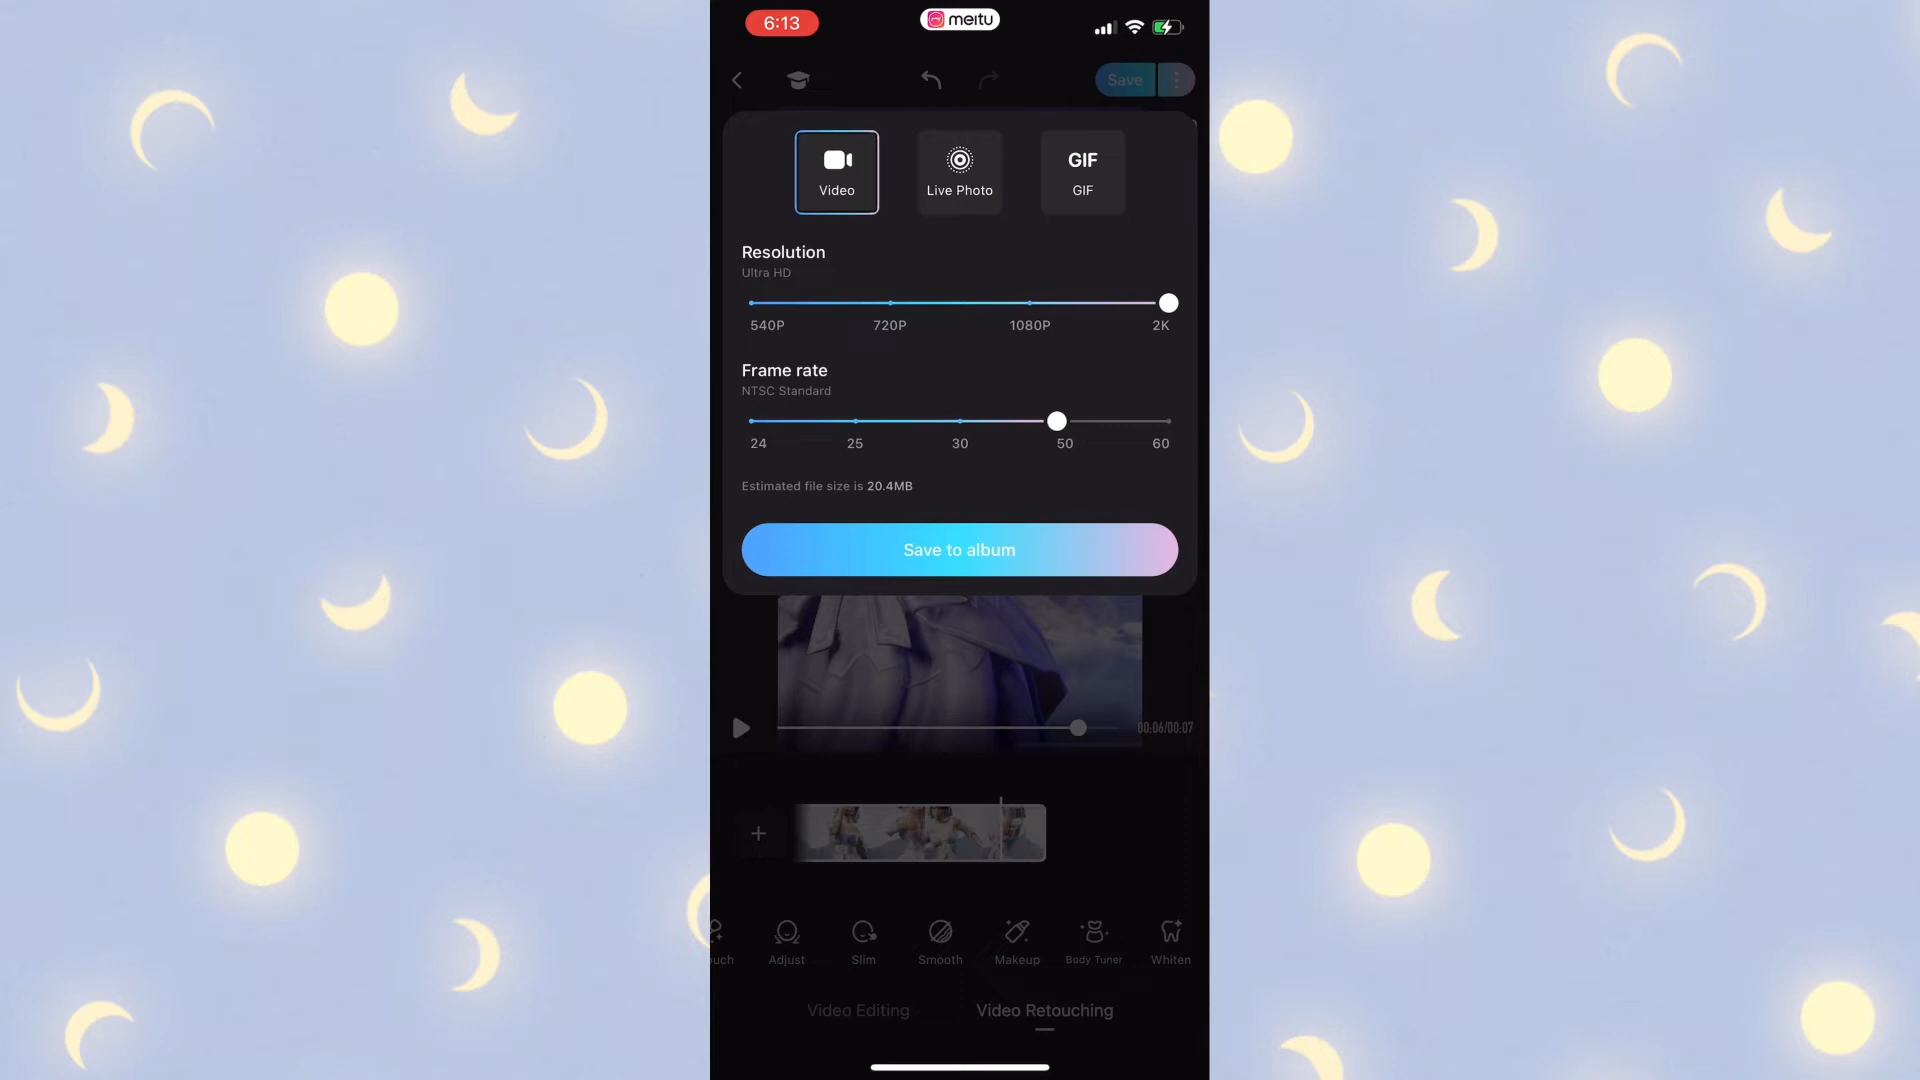 6:13
meitu
Save
GIF
Video
Live Photo
GIF
Resolution
Ultra HD
540P
720P
1080P
2K
Frame rate
NTSC Standard
24
25
30
50
60
Estimated file size is 20.4MB
Save to album
00:06/00:07
+
uch
Adjust
Slim
Smooth
Makeup
Body Tuner
Whiten
Video Editing
Video Retouching